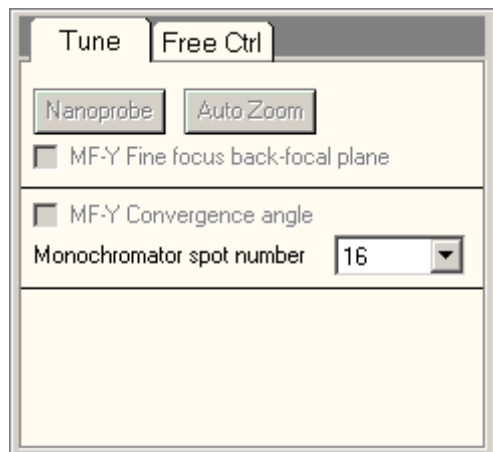 Tune Free Ctrl
Nanoprobe Auto Zoom
MF-Y Fine focus back-focal plane
MF-Y Convergence angle
Monochromator spot number 16